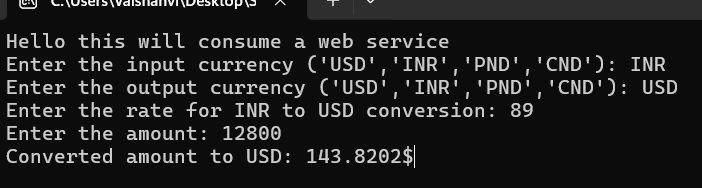 C:\Users\Vaishanvi\Desktop\S
Hello this will consume a web service
Enter the input currency ('USD','INR','PND','CND'): INR
Enter the output currency ('USD','INR','PND','CND'): USD
Enter the rate for INR to USD conversion: 89
Enter the amount: 12800
Converted amount to USD: 143.8202$